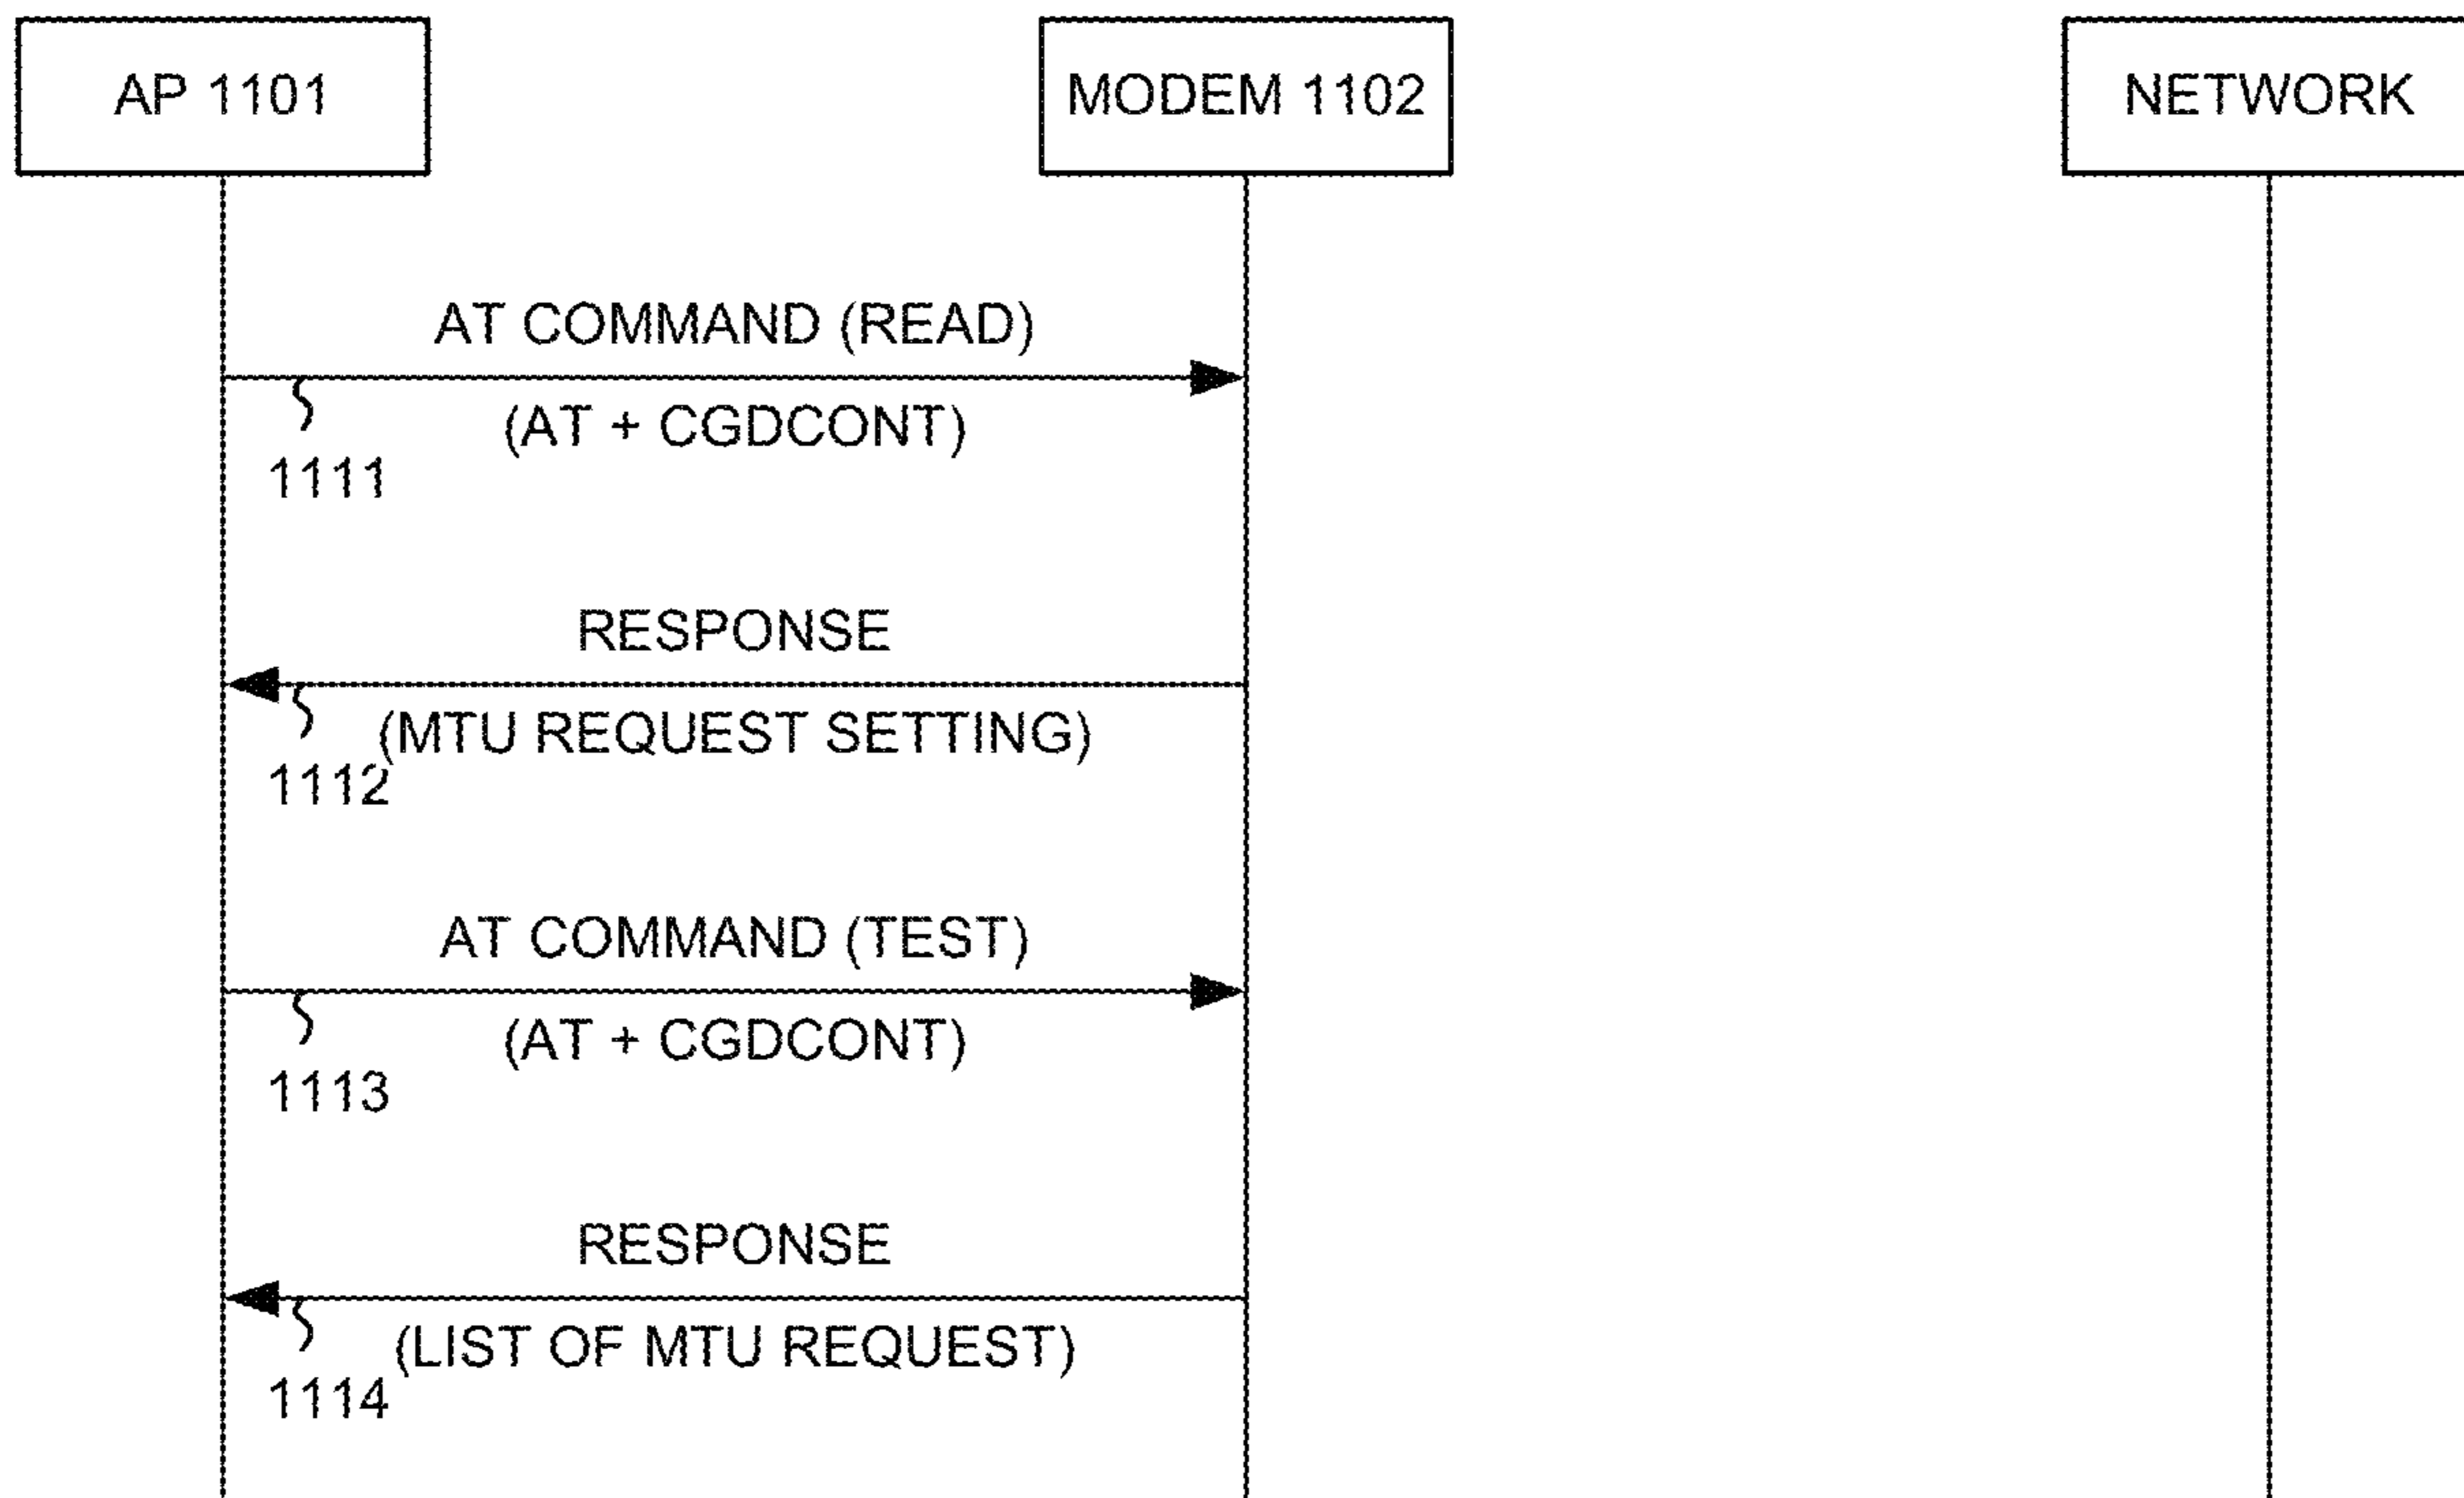 AP 1101
MODEM 1102
NETWORK
AT COMMAND (READ)
(AT + CGDCONT)
1111
RESPONSE
(MTU REQUEST SETTING)
1112
AT COMMAND (TEST)
(AT + CGDCONT)
1113
RESPONSE
(LIST OF MTU REQUEST)
1114